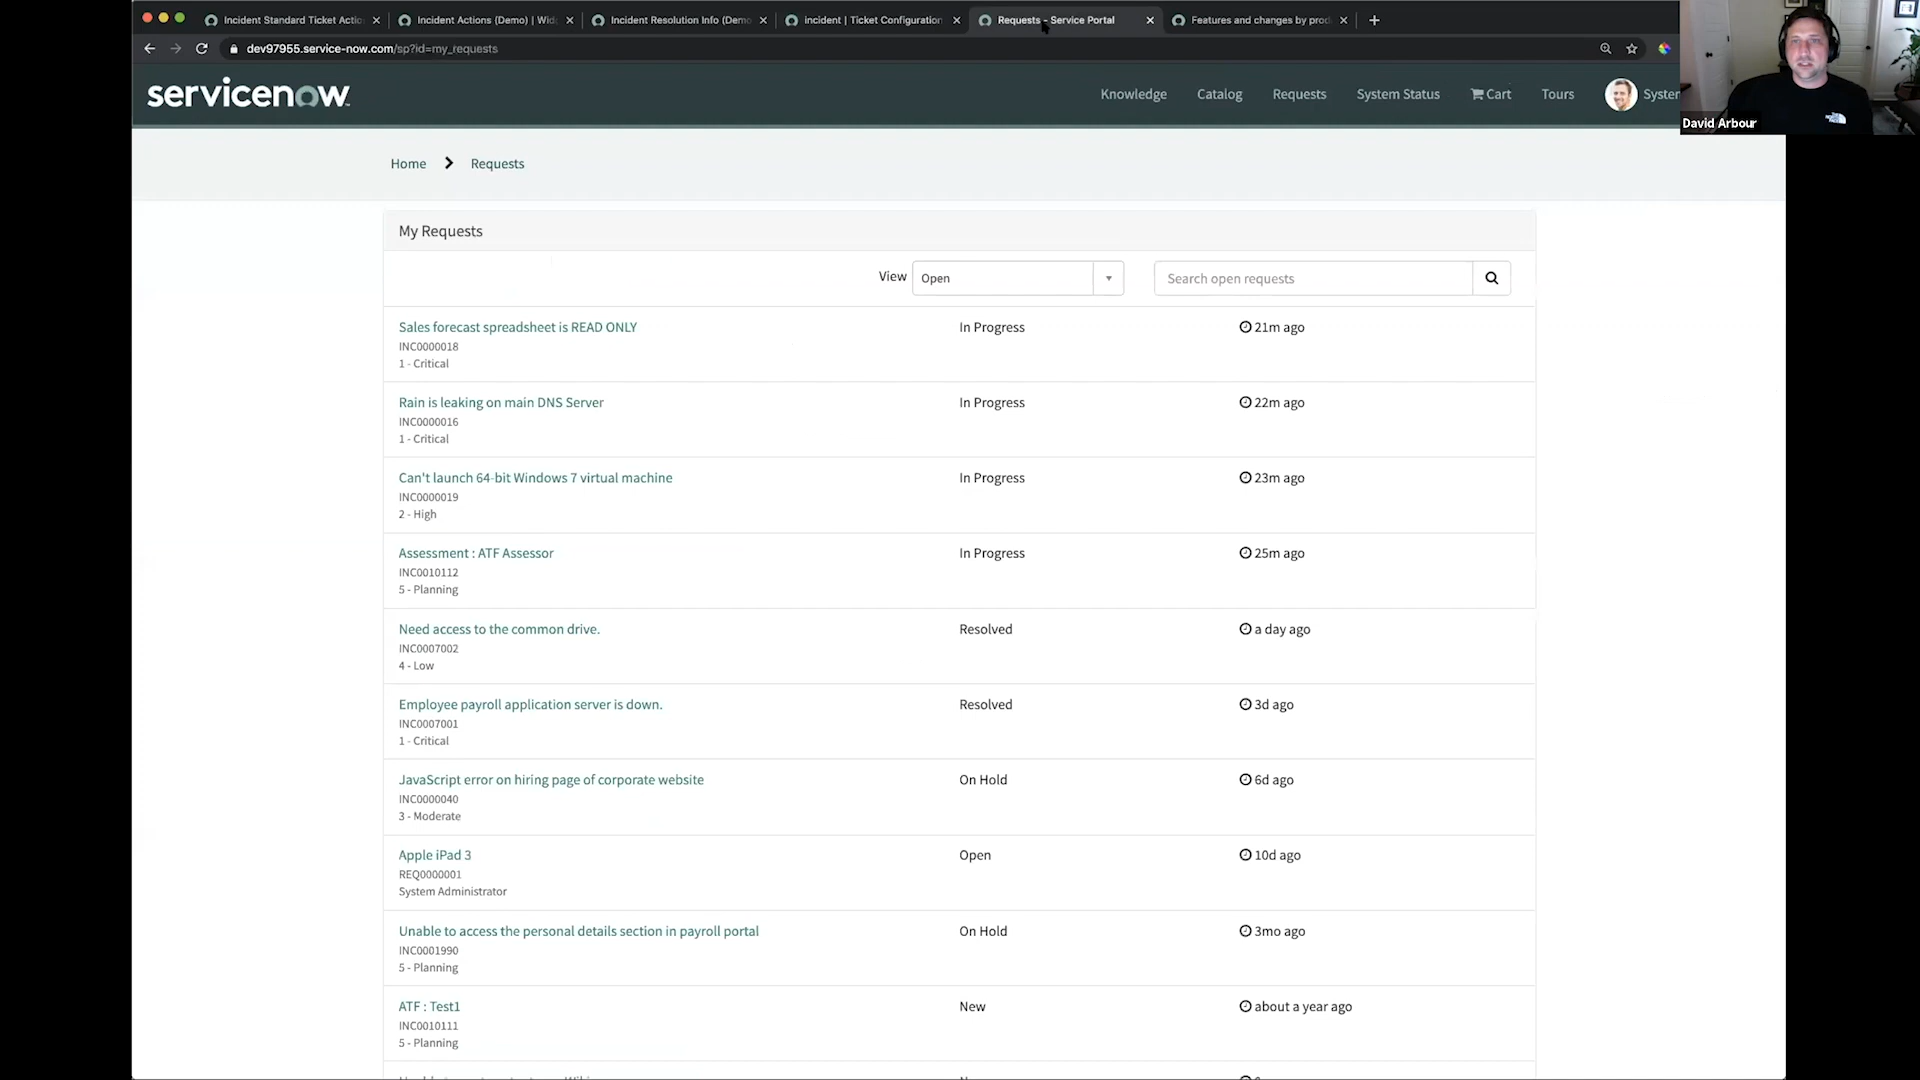 Incident Standard Ticket Actio
Incident Actions (Demo) | Wid
Incident Resolution Info (Demo
incident | Ticket Configuration
Requests - Service Portal
Features and changes by prod
dev97955.service-now.com/sp?id=my_requests
servicenow
Knowledge
Catalog
Requests
System Status
Cart
Tours
System
David Arbour
Home
Requests
My Requests
View
Open
Search open requests
Sales forecast spreadsheet is READ ONLY
In Progress
21m ago
INC0000018
1 - Critical
Rain is leaking on main DNS Server
In Progress
22m ago
INC0000016
1 - Critical
Can't launch 64-bit Windows 7 virtual machine
In Progress
23m ago
INC0000019
2 - High
Assessment : ATF Assessor
In Progress
25m ago
INC0010112
5 - Planning
Need access to the common drive.
Resolved
a day ago
INC0007002
4 - Low
Employee payroll application server is down.
Resolved
3d ago
INC0007001
1 - Critical
JavaScript error on hiring page of corporate website
On Hold
6d ago
INC0000040
3 - Moderate
Apple iPad 3
Open
10d ago
REQ0000001
System Administrator
Unable to access the personal details section in payroll portal
On Hold
3mo ago
INC0001990
5 - Planning
ATF : Test1
New
about a year ago
INC0010111
5 - Planning